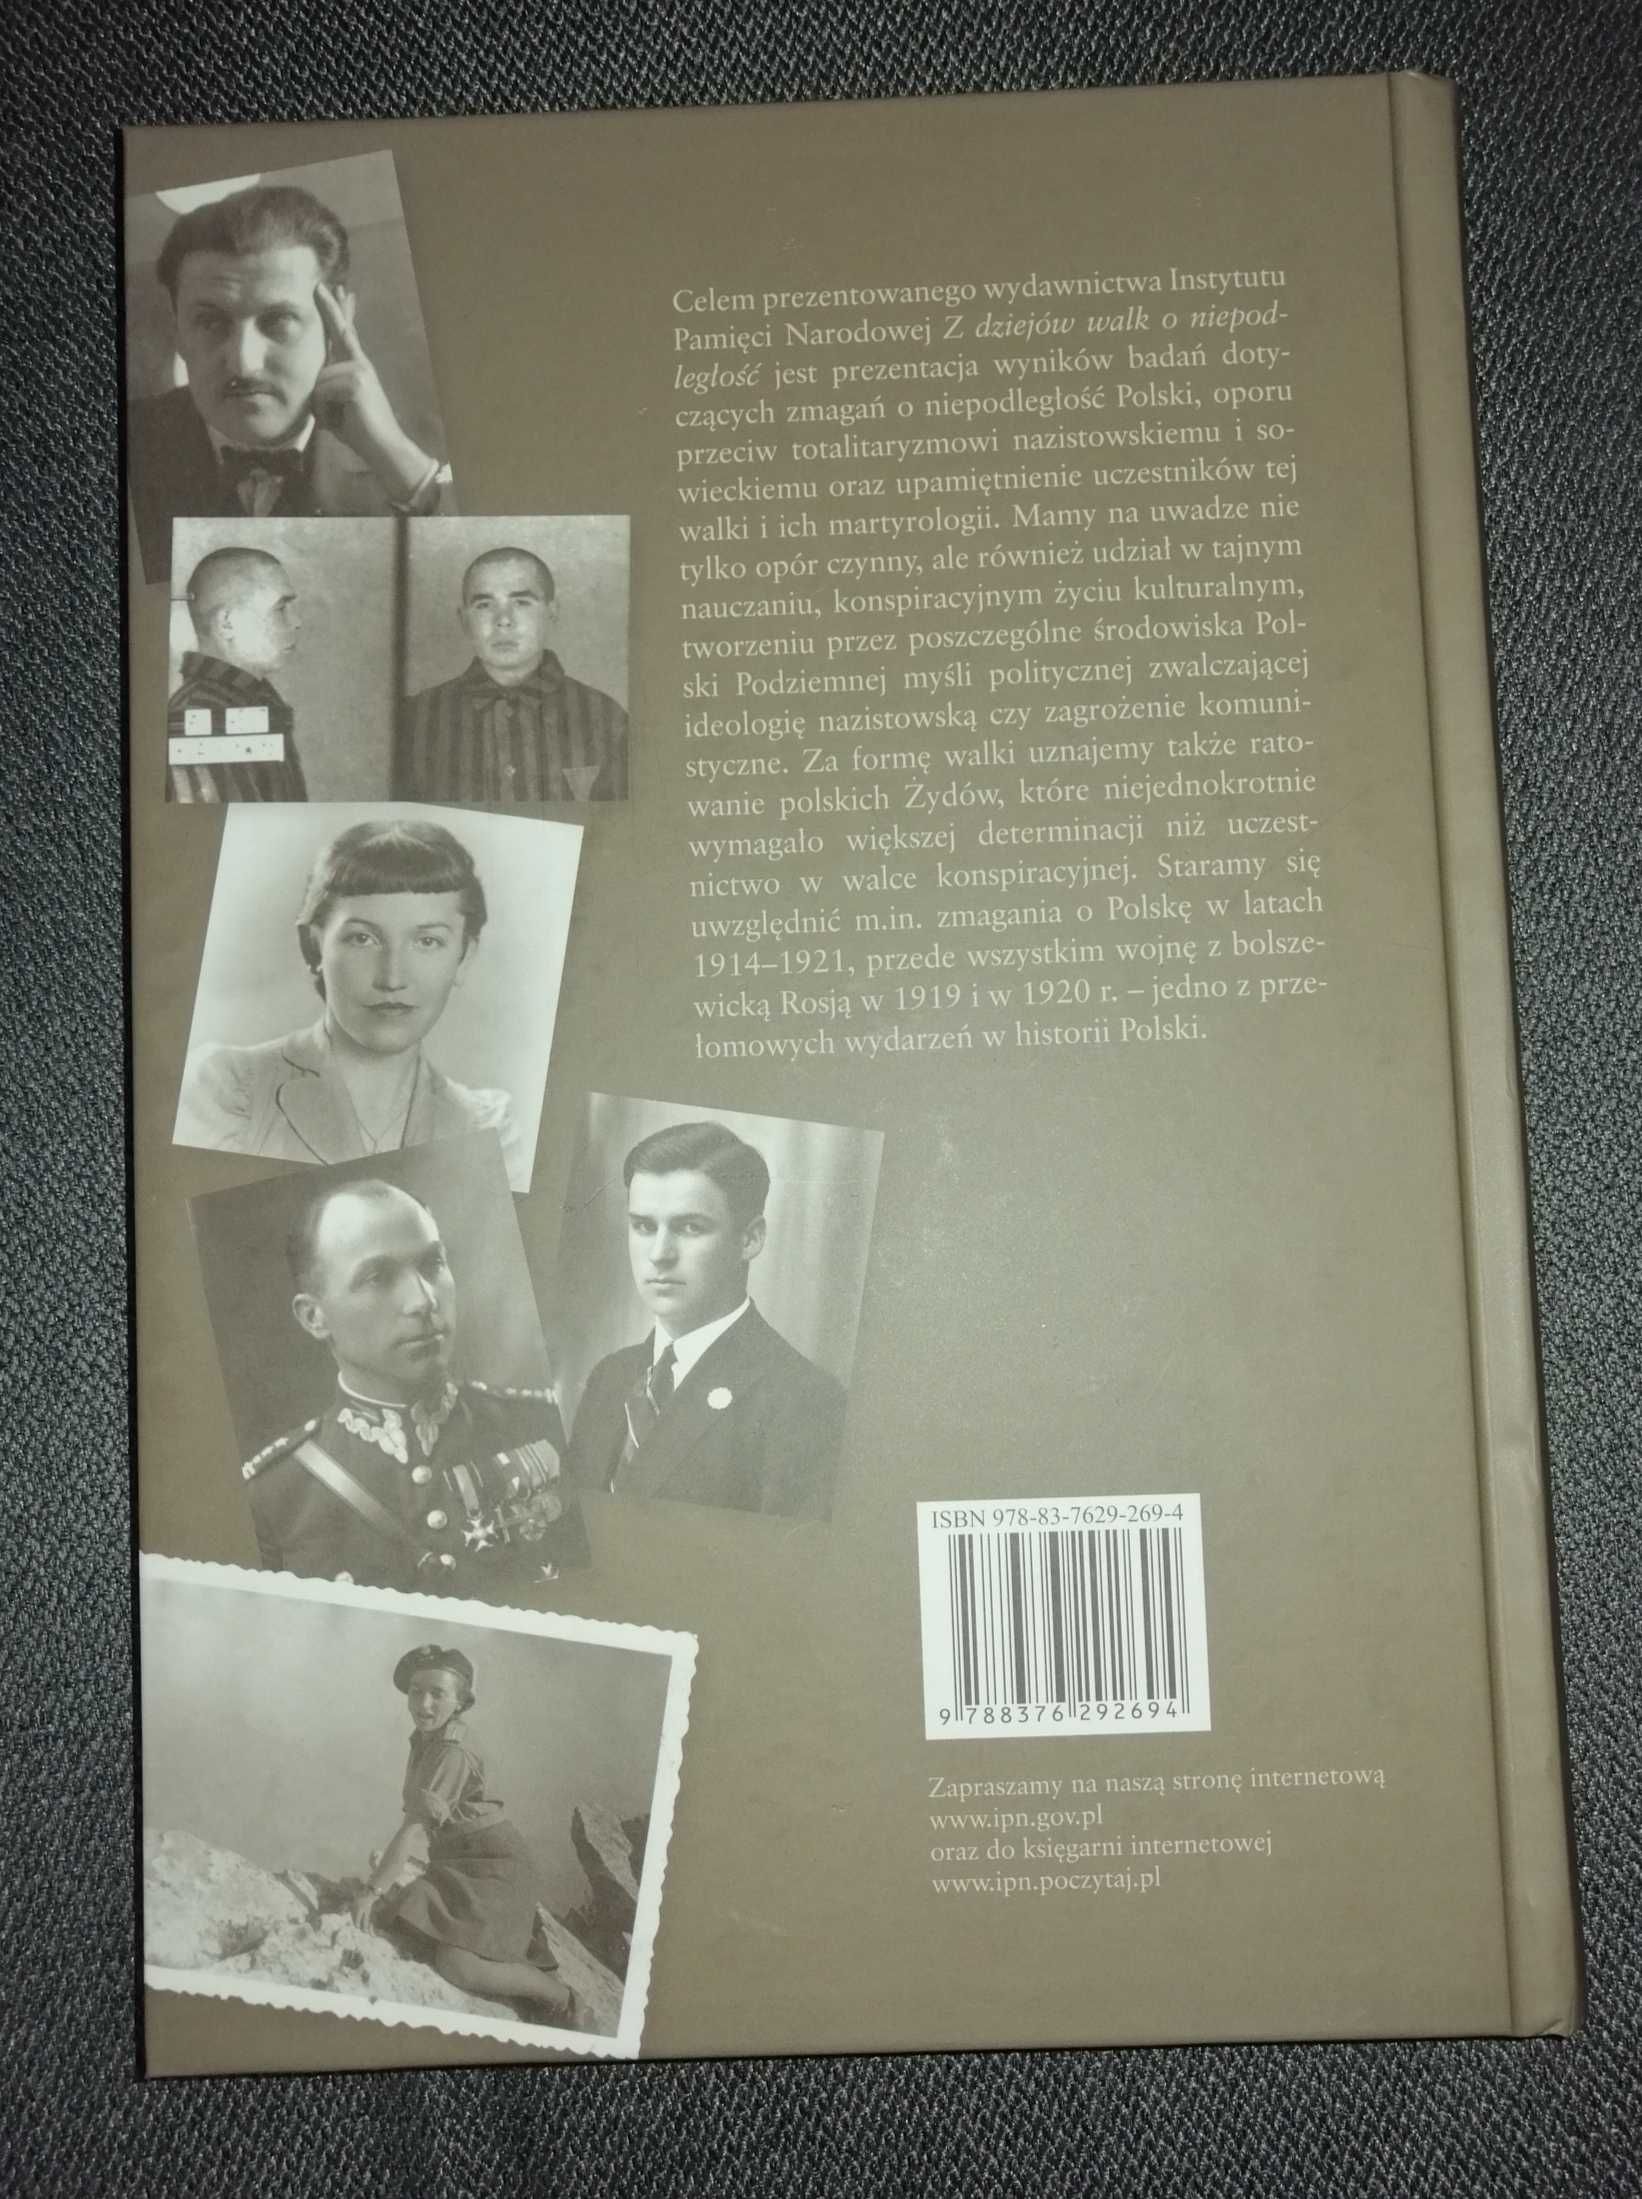 Celem prezentowanego wydawnictwa Instytutu
Pamięci Narodowej Z dziejów walk o niepod-
ległość jest prezentacja wyników badań doty-
czących zmagań o niepodległość Polski, oporu
przeciw totalitaryzmowi nazistowskiemu i so-
wieckiemu oraz upamiętnienie uczestników tej
walki i ich martyrologii. Mamy na uwadze nie
tylko opór czynny, ale również udział w tajnym
nauczaniu, konspiracyjnym życiu kulturalnym,
tworzeniu przez poszczególne środowiska Pol-
ski Podziemnej myśli politycznej zwalczającej
ideologię nazistowską czy zagrożenie komuni-
styczne. Za formę walki uznajemy także rato-
wanie polskich Żydów, które niejednokrotnie
wymagało większej determinacji niż uczest-
nictwo w walce konspiracyjnej. Staramy się
uwzględnić m.in. zmagania o Polskę w latach
1914–1921, przede wszystkim wojnę z bolsze-
wicką Rosją w 1919 i w 1920 r. – jedno z prze-
łomowych wydarzeń w historii Polski.
ISBN 978-83-7629-269-4
9 788376 292694
Zapraszamy na naszą stronę internetową
www.ipn.gov.pl
oraz do księgarni internetowej
www.ipn.poczytaj.pl